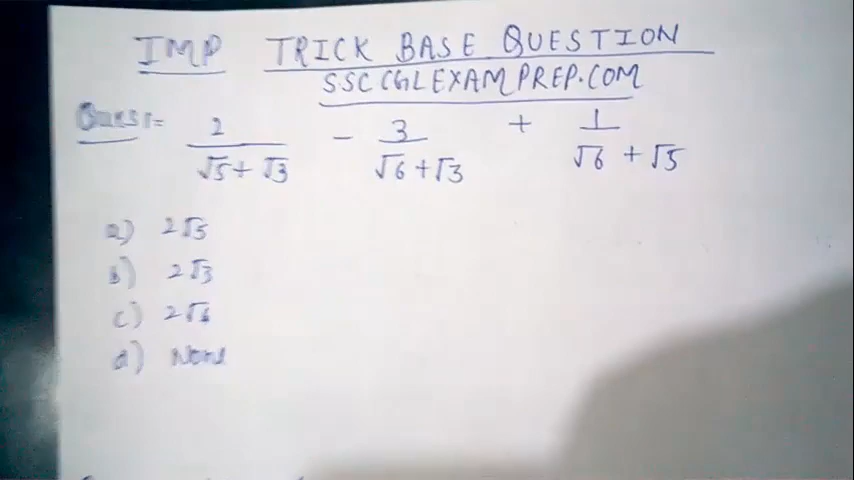 IMP TRICK BASE QUESTION
SSCCGLEXAMPREP.COM
Ques:= 2/(√5+√3) - 3/(√6+√3) + 1/(√6+√5)
a) 2√5
b) 2√3
c) 2√6
d) None